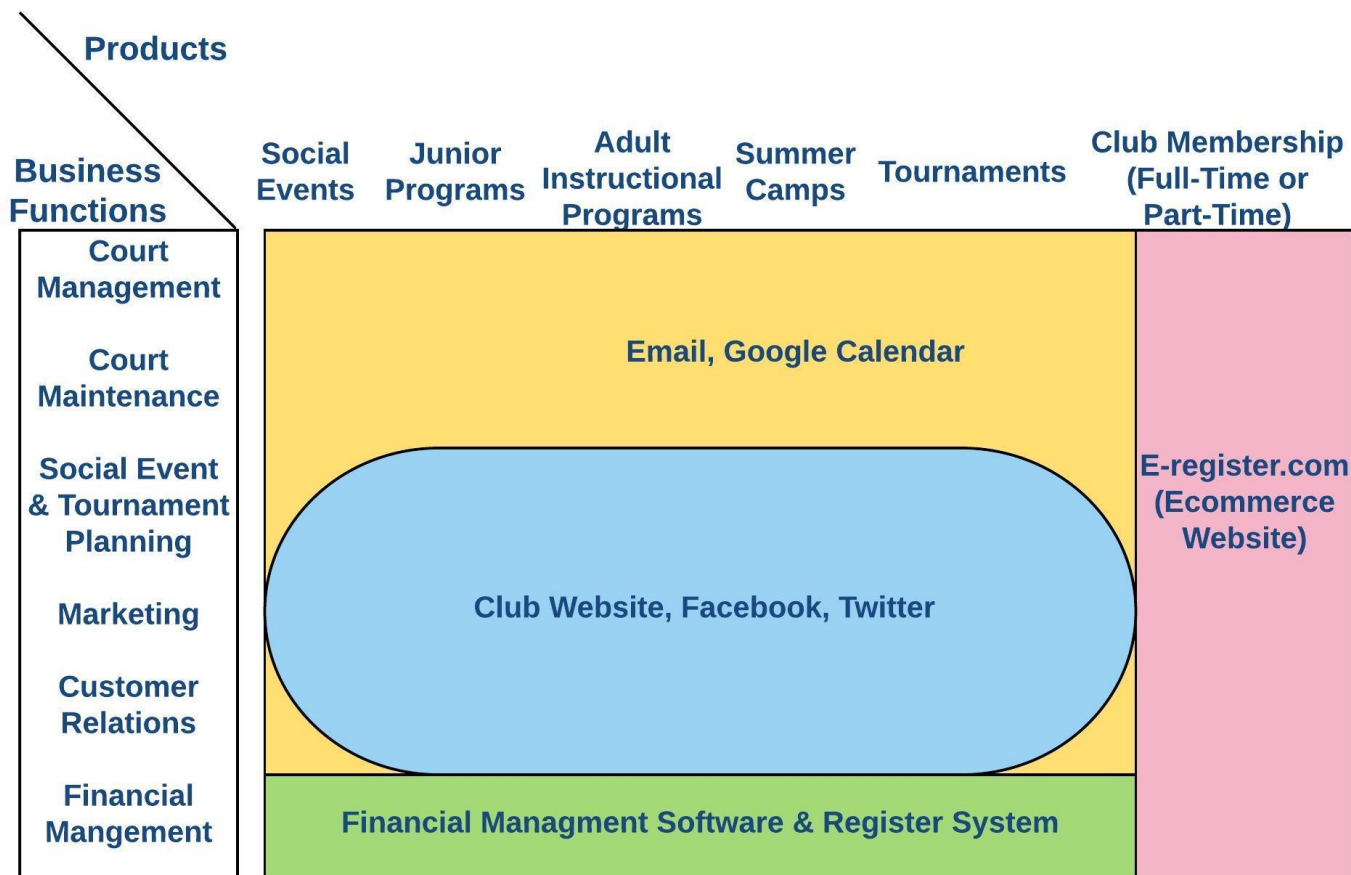 Products
Business
Functions
Social
Events
Junior
Programs
Adult
Instructional
Programs
Summer
Camps
Tournaments
Club Membership
(Full-Time or
Part-Time)
Court
Management
Court
Maintenance
Social Event
& Tournament
Planning
Marketing
Customer
Relations
Financial
Mangement
Email, Google Calendar
Club Website, Facebook, Twitter
Financial Managment Software & Register System
E-register.com
(Ecommerce
Website)